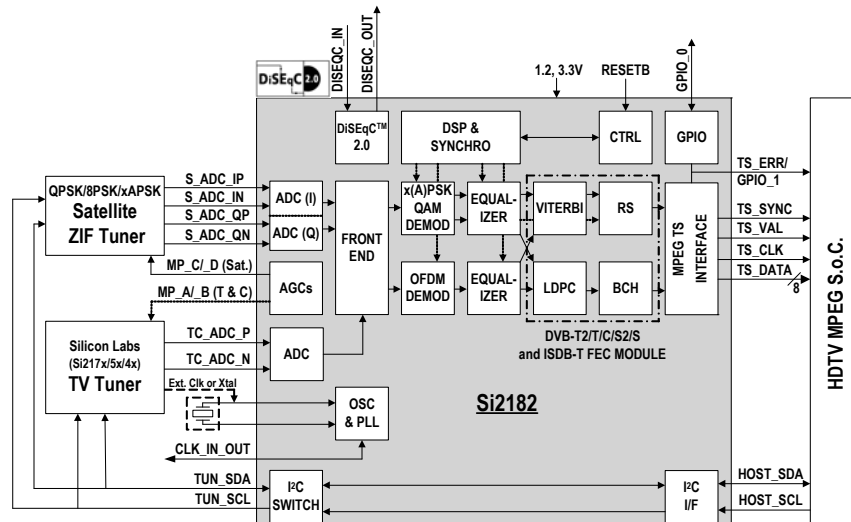 DiSEqC 2.0
DISEQC_IN
DISEQC_OUT
1.2, 3.3V
RESETB
GPIO_0
DiSEqC™
2.0
DSP &
SYNCHRO
CTRL
GPIO
TS_ERR/
GPIO_1
QPSK/8PSK/xAPSK
Satellite
ZIF Tuner
S_ADC_IP
S_ADC_IN
S_ADC_QP
S_ADC_QN
ADC (I)
ADC (Q)
FRONT
END
x(A)PSK
QAM
DEMOD
EQUAL-
IZER
VITERBI
RS
MPEG TS
INTERFACE
TS_SYNC
TS_VAL
TS_CLK
TS_DATA
8
HDTV MPEG S.o.C.
MP_C/_D (Sat.)
AGCs
MP_A/_B (T & C)
OFDM
DEMOD
EQUAL-
IZER
LDPC
BCH
DVB-T2/T/C/S2/S
and ISDB-T FEC MODULE
Silicon Labs
(Si217x/5x/4x)
TV Tuner
TC_ADC_P
TC_ADC_N
ADC
Ext. Clk or Xtal
OSC
& PLL
Si2182
CLK_IN_OUT
TUN_SDA
TUN_SCL
I²C
SWITCH
I²C
I/F
HOST_SDA
HOST_SCL